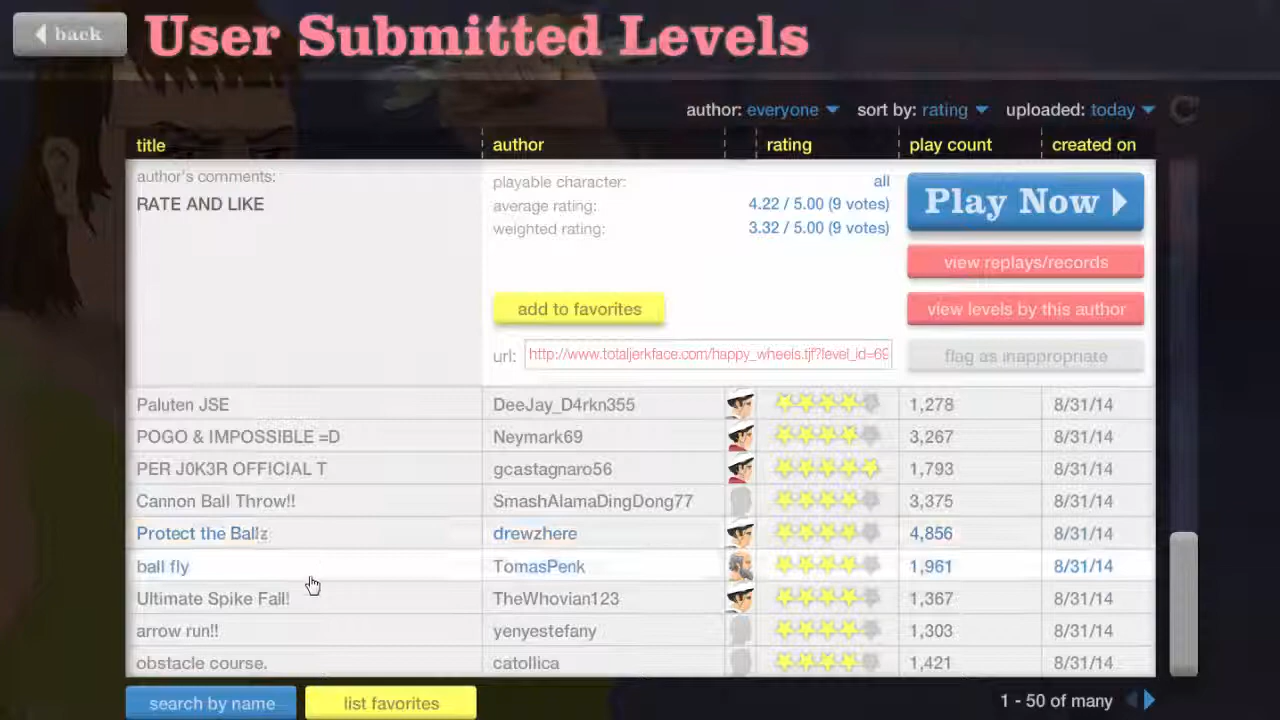 back
User Submitted Levels
author: everyone sort by: rating uploaded: today
title author rating play count created on
author's comments:
RATE AND LIKE
playable character: all
average rating: 4.22 / 5.00 (9 votes)
weighted rating: 3.32 / 5.00 (9 votes)
Play Now
view replays/records
add to favorites
view levels by this author
url: http://www.totaljerkface.com/happy_wheels.tjf?level_id=69
flag as inappropriate
Paluten JSE DeeJay_D4rkn355 1,278 8/31/14
POGO & IMPOSSIBLE =D Neymark69 3,267 8/31/14
PER J0K3R OFFICIAL T gcastagnaro56 1,793 8/31/14
Cannon Ball Throw!! SmashAlamaDingDong77 3,375 8/31/14
Protect the Ballz drewzhere 4,856 8/31/14
ball fly TomasPenk 1,961 8/31/14
Ultimate Spike Fall! TheWhovian123 1,367 8/31/14
arrow run!! yenyestefany 1,303 8/31/14
obstacle course. catollica 1,421 8/31/14
search by name list favorites 1 - 50 of many